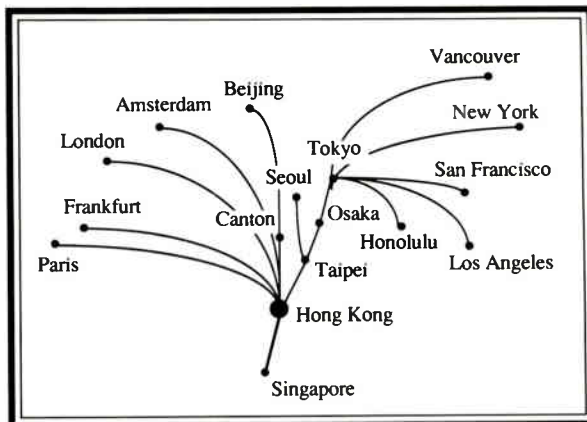 Vancouver
Beijing
Amsterdam
New York
London
Tokyo
Seoul
San Francisco
Frankfurt
Canton
Osaka
Honolulu
Paris
Taipei
Los Angeles
Hong Kong
Singapore